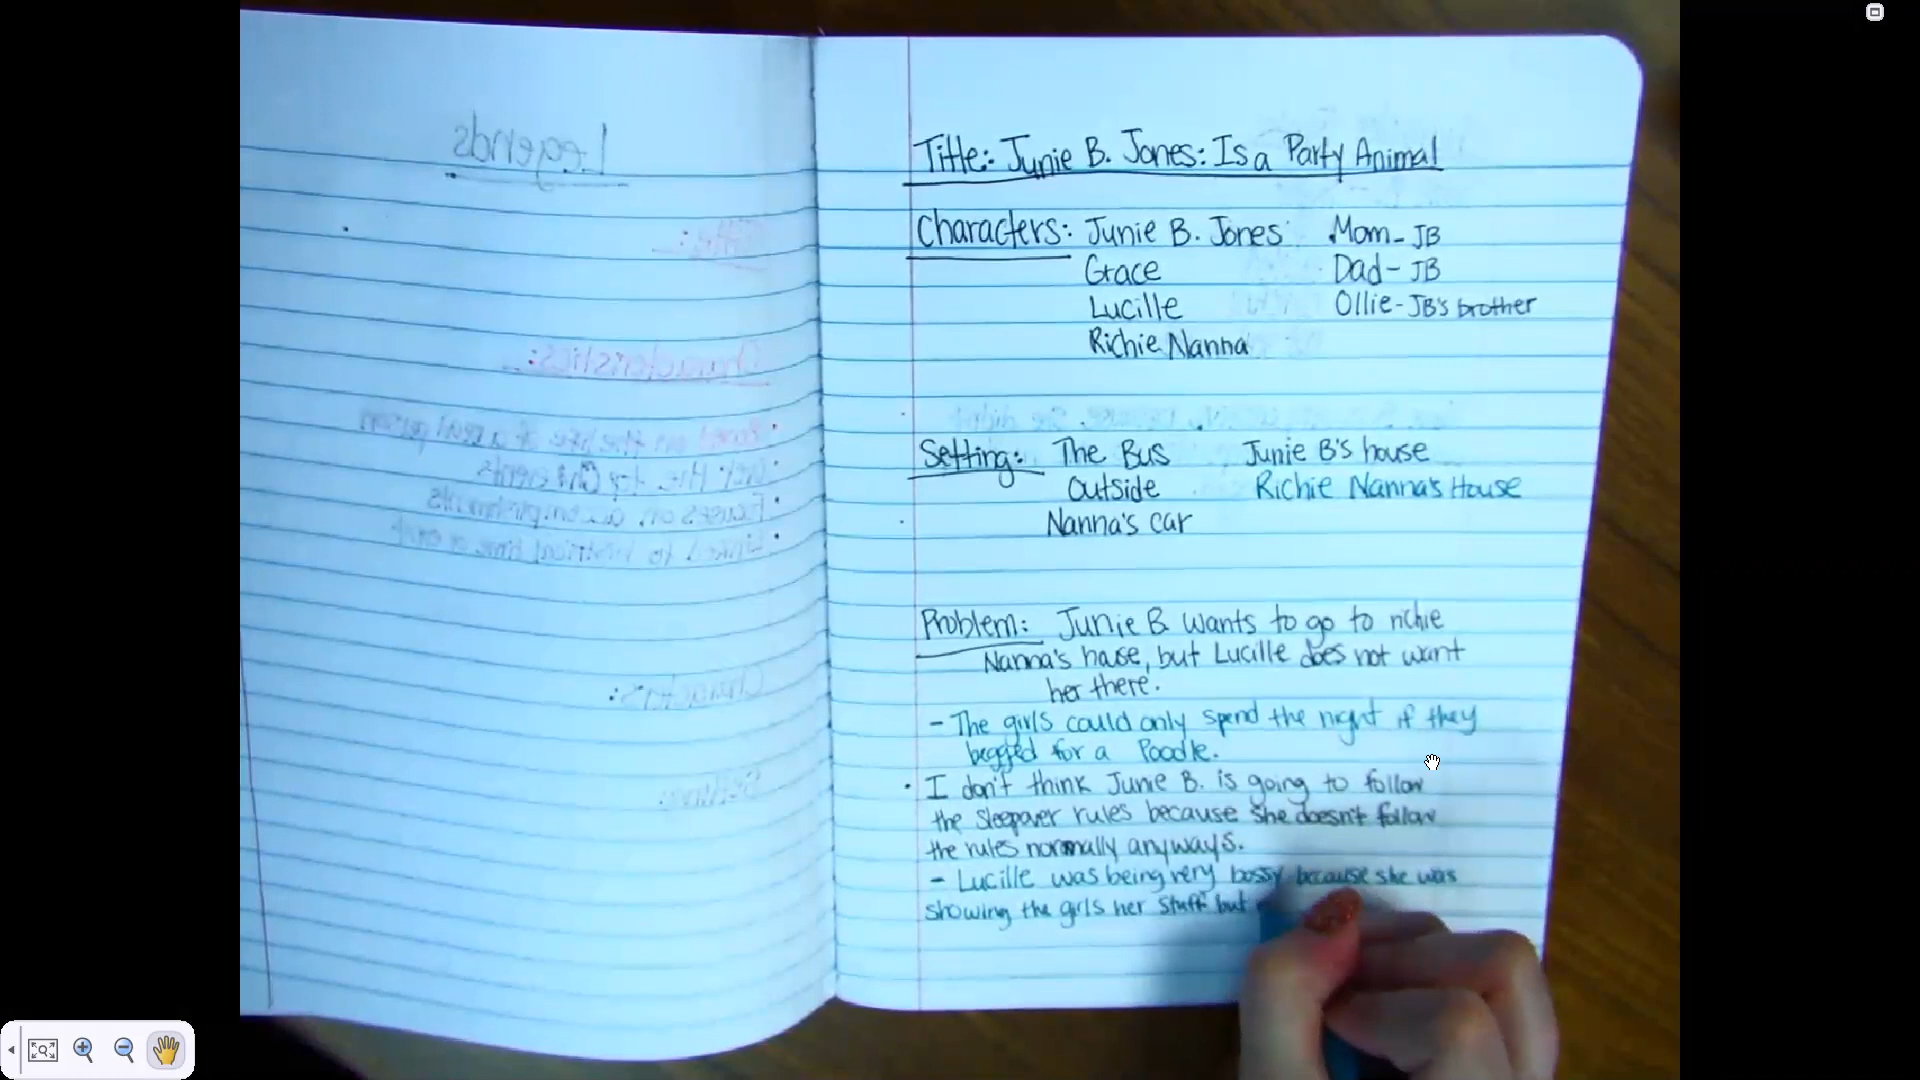 Legends
Title: Junie B. Jones: Is a Party Animal
Characters: Junie B. Jones Mom - JB
Grace Dad - JB
Lucille Ollie - JB's brother
Richie Nanna
Setting: The Bus Junie B's house
Outside Richie Nanna's House
Nanna's car
Problem: Junie B. wants to go to richie
Nanna's house, but Lucille does not want
her there.
- The girls could only spend the night if they
begged for a Poodle.
• I don't think Junie B. is going to follow
the sleepover rules because she doesn't follow
the rules normally anyways.
- Lucille was being very bossy because she was
showing the girls her stuff but